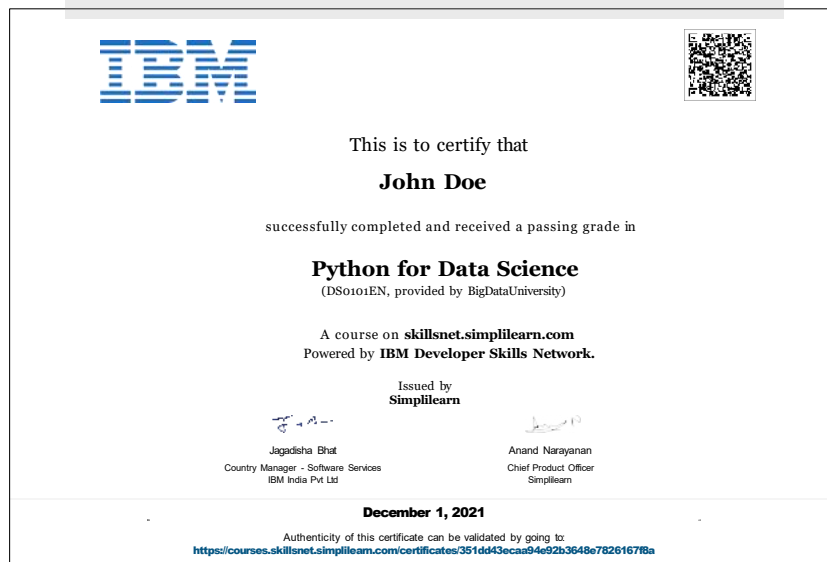 IBM
This is to certify that
John Doe
successfully completed and received a passing grade in
Python for Data Science
(DS0101EN, provided by BigDataUniversity)
A course on skillsnet.simplilearn.com
Powered by IBM Developer Skills Network.
Issued by
Simplilearn
Jagadisha Bhat
Country Manager - Software Services
IBM India Pvt Ltd
Anand Narayanan
Chief Product Officer
Simplilearn
December 1, 2021
Authenticity of this certificate can be validated by going to:
https://courses.skillsnet.simplilearn.com/certificates/351dd43ecaa94e92b3648e7826167f8a